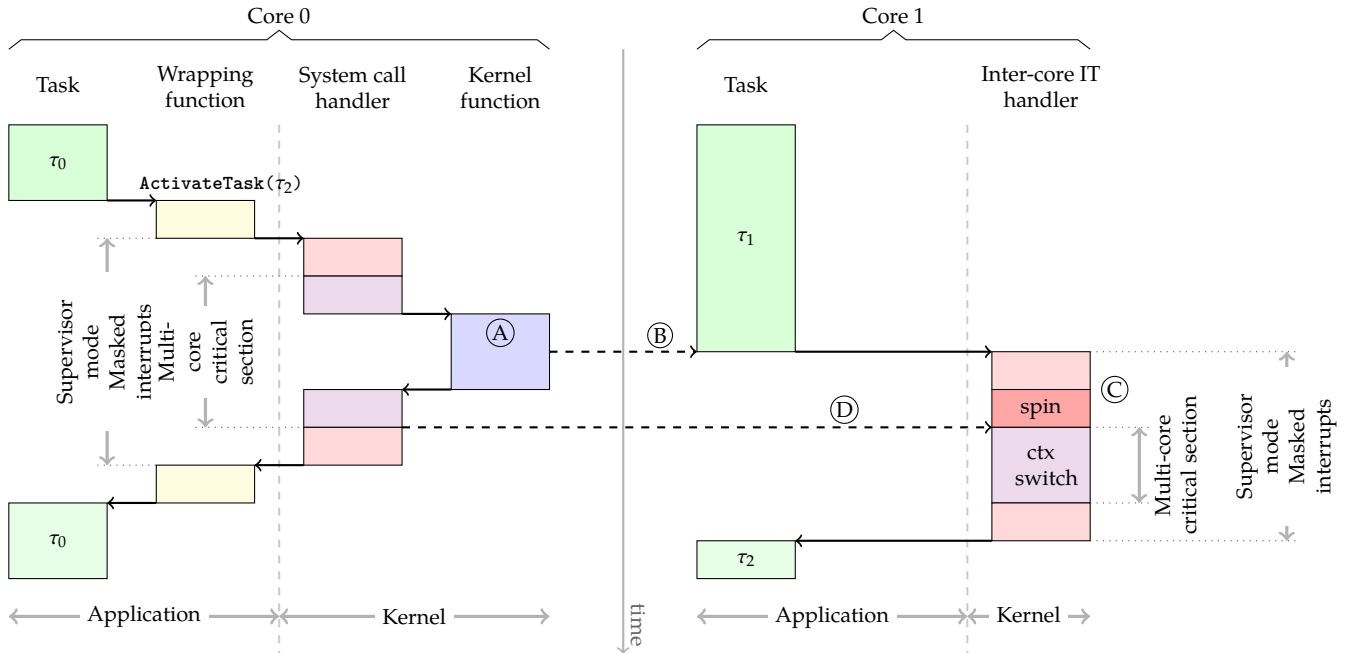 Core 0
Core 1
Task
Wrapping
function
System call
handler
Kernel
function
Task
Inter-core IT
handler
τ0
ActivateTask(τ2)
τ1
Supervisor
mode
Masked
interrupts
Multi-
core
critical
section
A
B
C
spin
D
ctx
switch
Multi-core
critical section
Supervisor
mode
Masked
interrupts
τ0
τ2
Application
Kernel
time
Application
Kernel